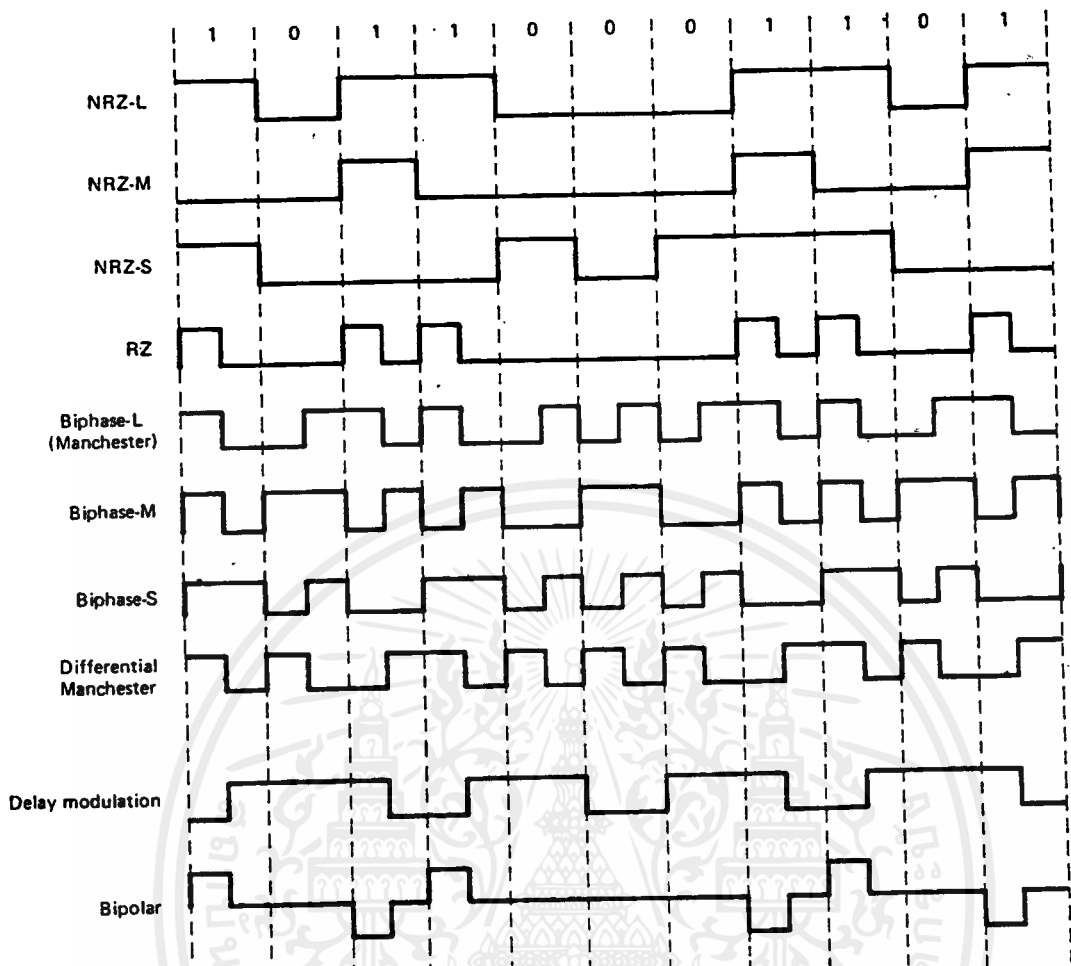 1 0 1 1 0 0 0 1 1 0 1
NRZ-L
NRZ-M
NRZ-S
RZ
Biphase-L
(Manchester)
Biphase-M
Biphase-S
Differential
Manchester
Delay modulation
Bipolar